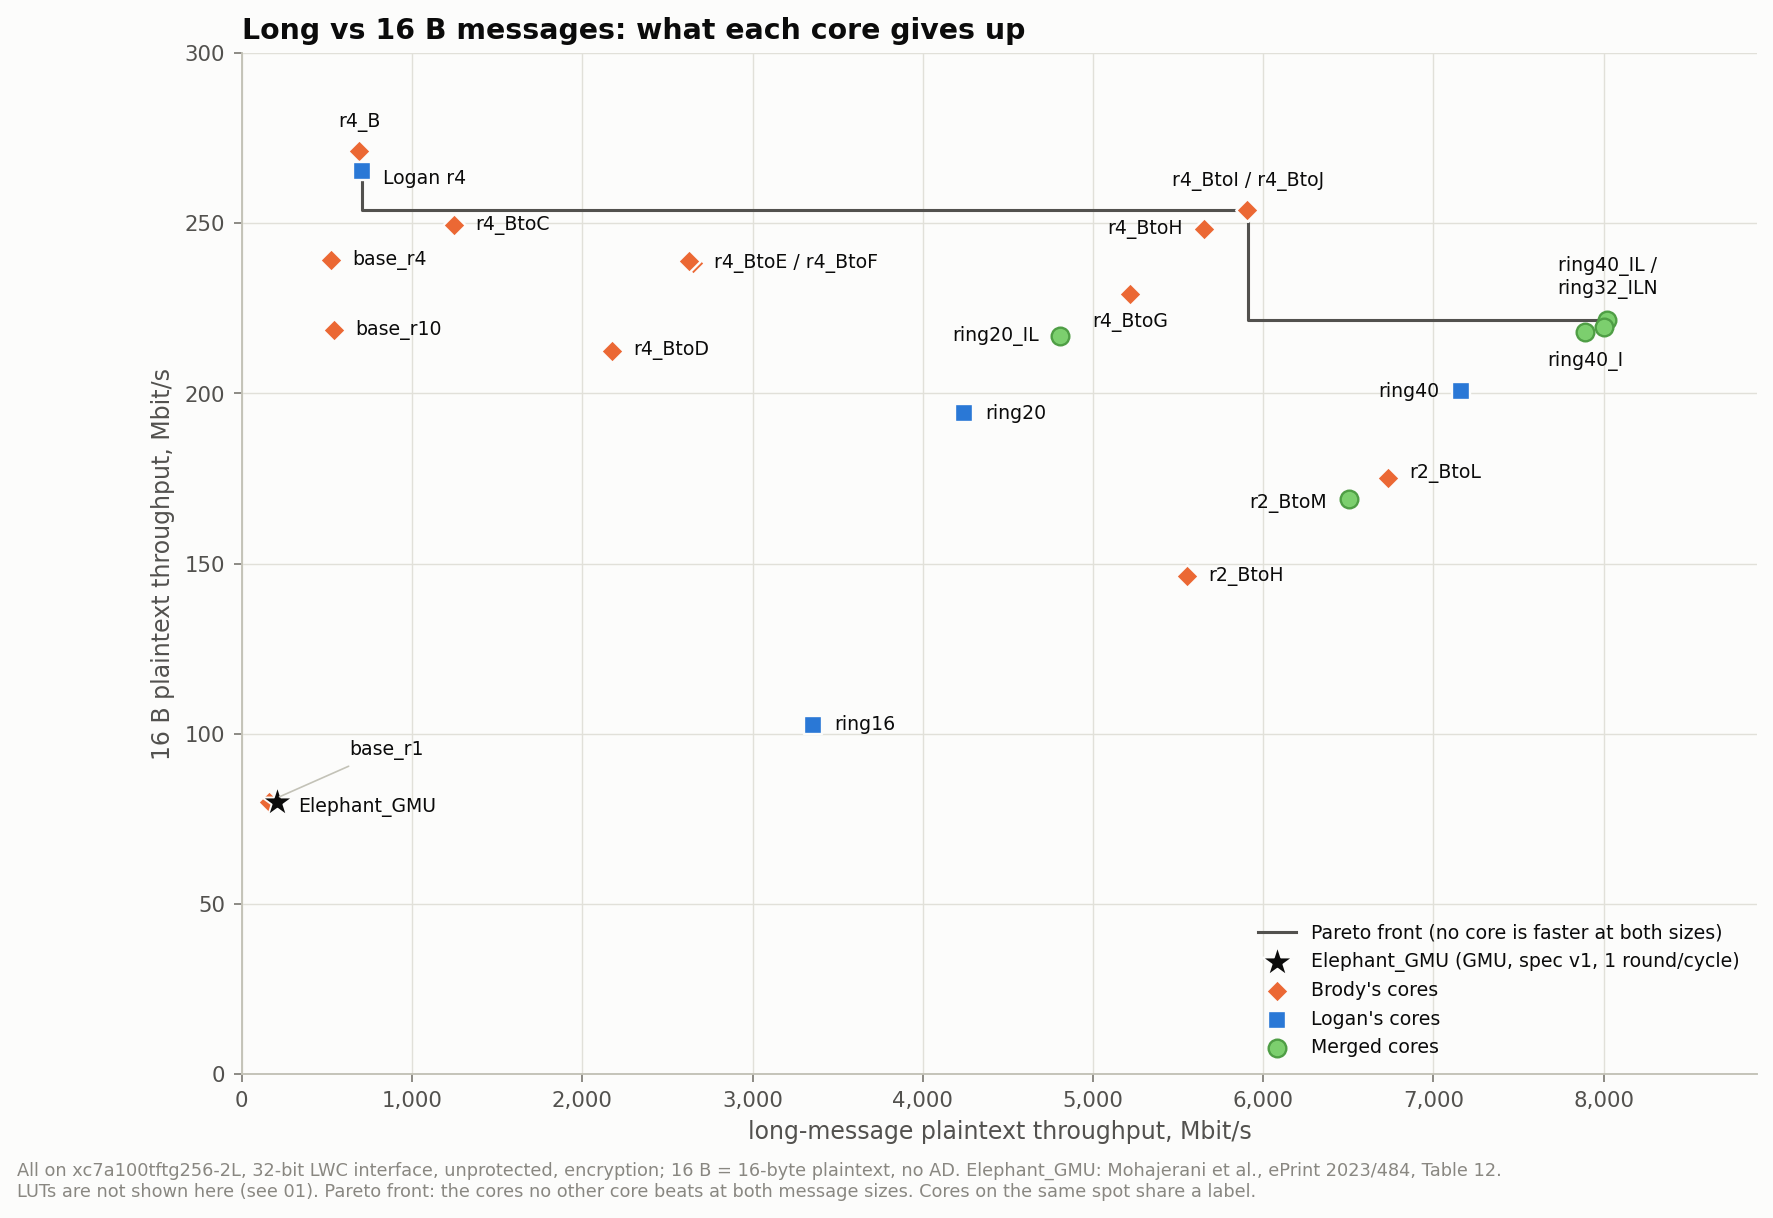 Long vs 16 B messages: what each core gives up
300
250
200
150
100
50
0
16 B plaintext throughput, Mbit/s
r4_B
Logan r4
r4_BtoI / r4_BtoJ
r4_BtoC
r4_BtoH
base_r4
r4_BtoE / r4_BtoF
ring40_IL /
ring32_ILN
r4_BtoG
base_r10
ring20_IL
r4_BtoD
ring40_I
ring40
ring20
r2_BtoL
r2_BtoM
r2_BtoH
ring16
base_r1
Elephant_GMU
Pareto front (no core is faster at both sizes)
Elephant_GMU (GMU, spec v1, 1 round/cycle)
Brody's cores
Logan's cores
Merged cores
0 1,000 2,000 3,000 4,000 5,000 6,000 7,000 8,000
long-message plaintext throughput, Mbit/s
All on xc7a100tftg256-2L, 32-bit LWC interface, unprotected, encryption; 16 B = 16-byte plaintext, no AD. Elephant_GMU: Mohajerani et al., ePrint 2023/484, Table 12.
LUTs are not shown here (see 01). Pareto front: the cores no other core beats at both message sizes. Cores on the same spot share a label.